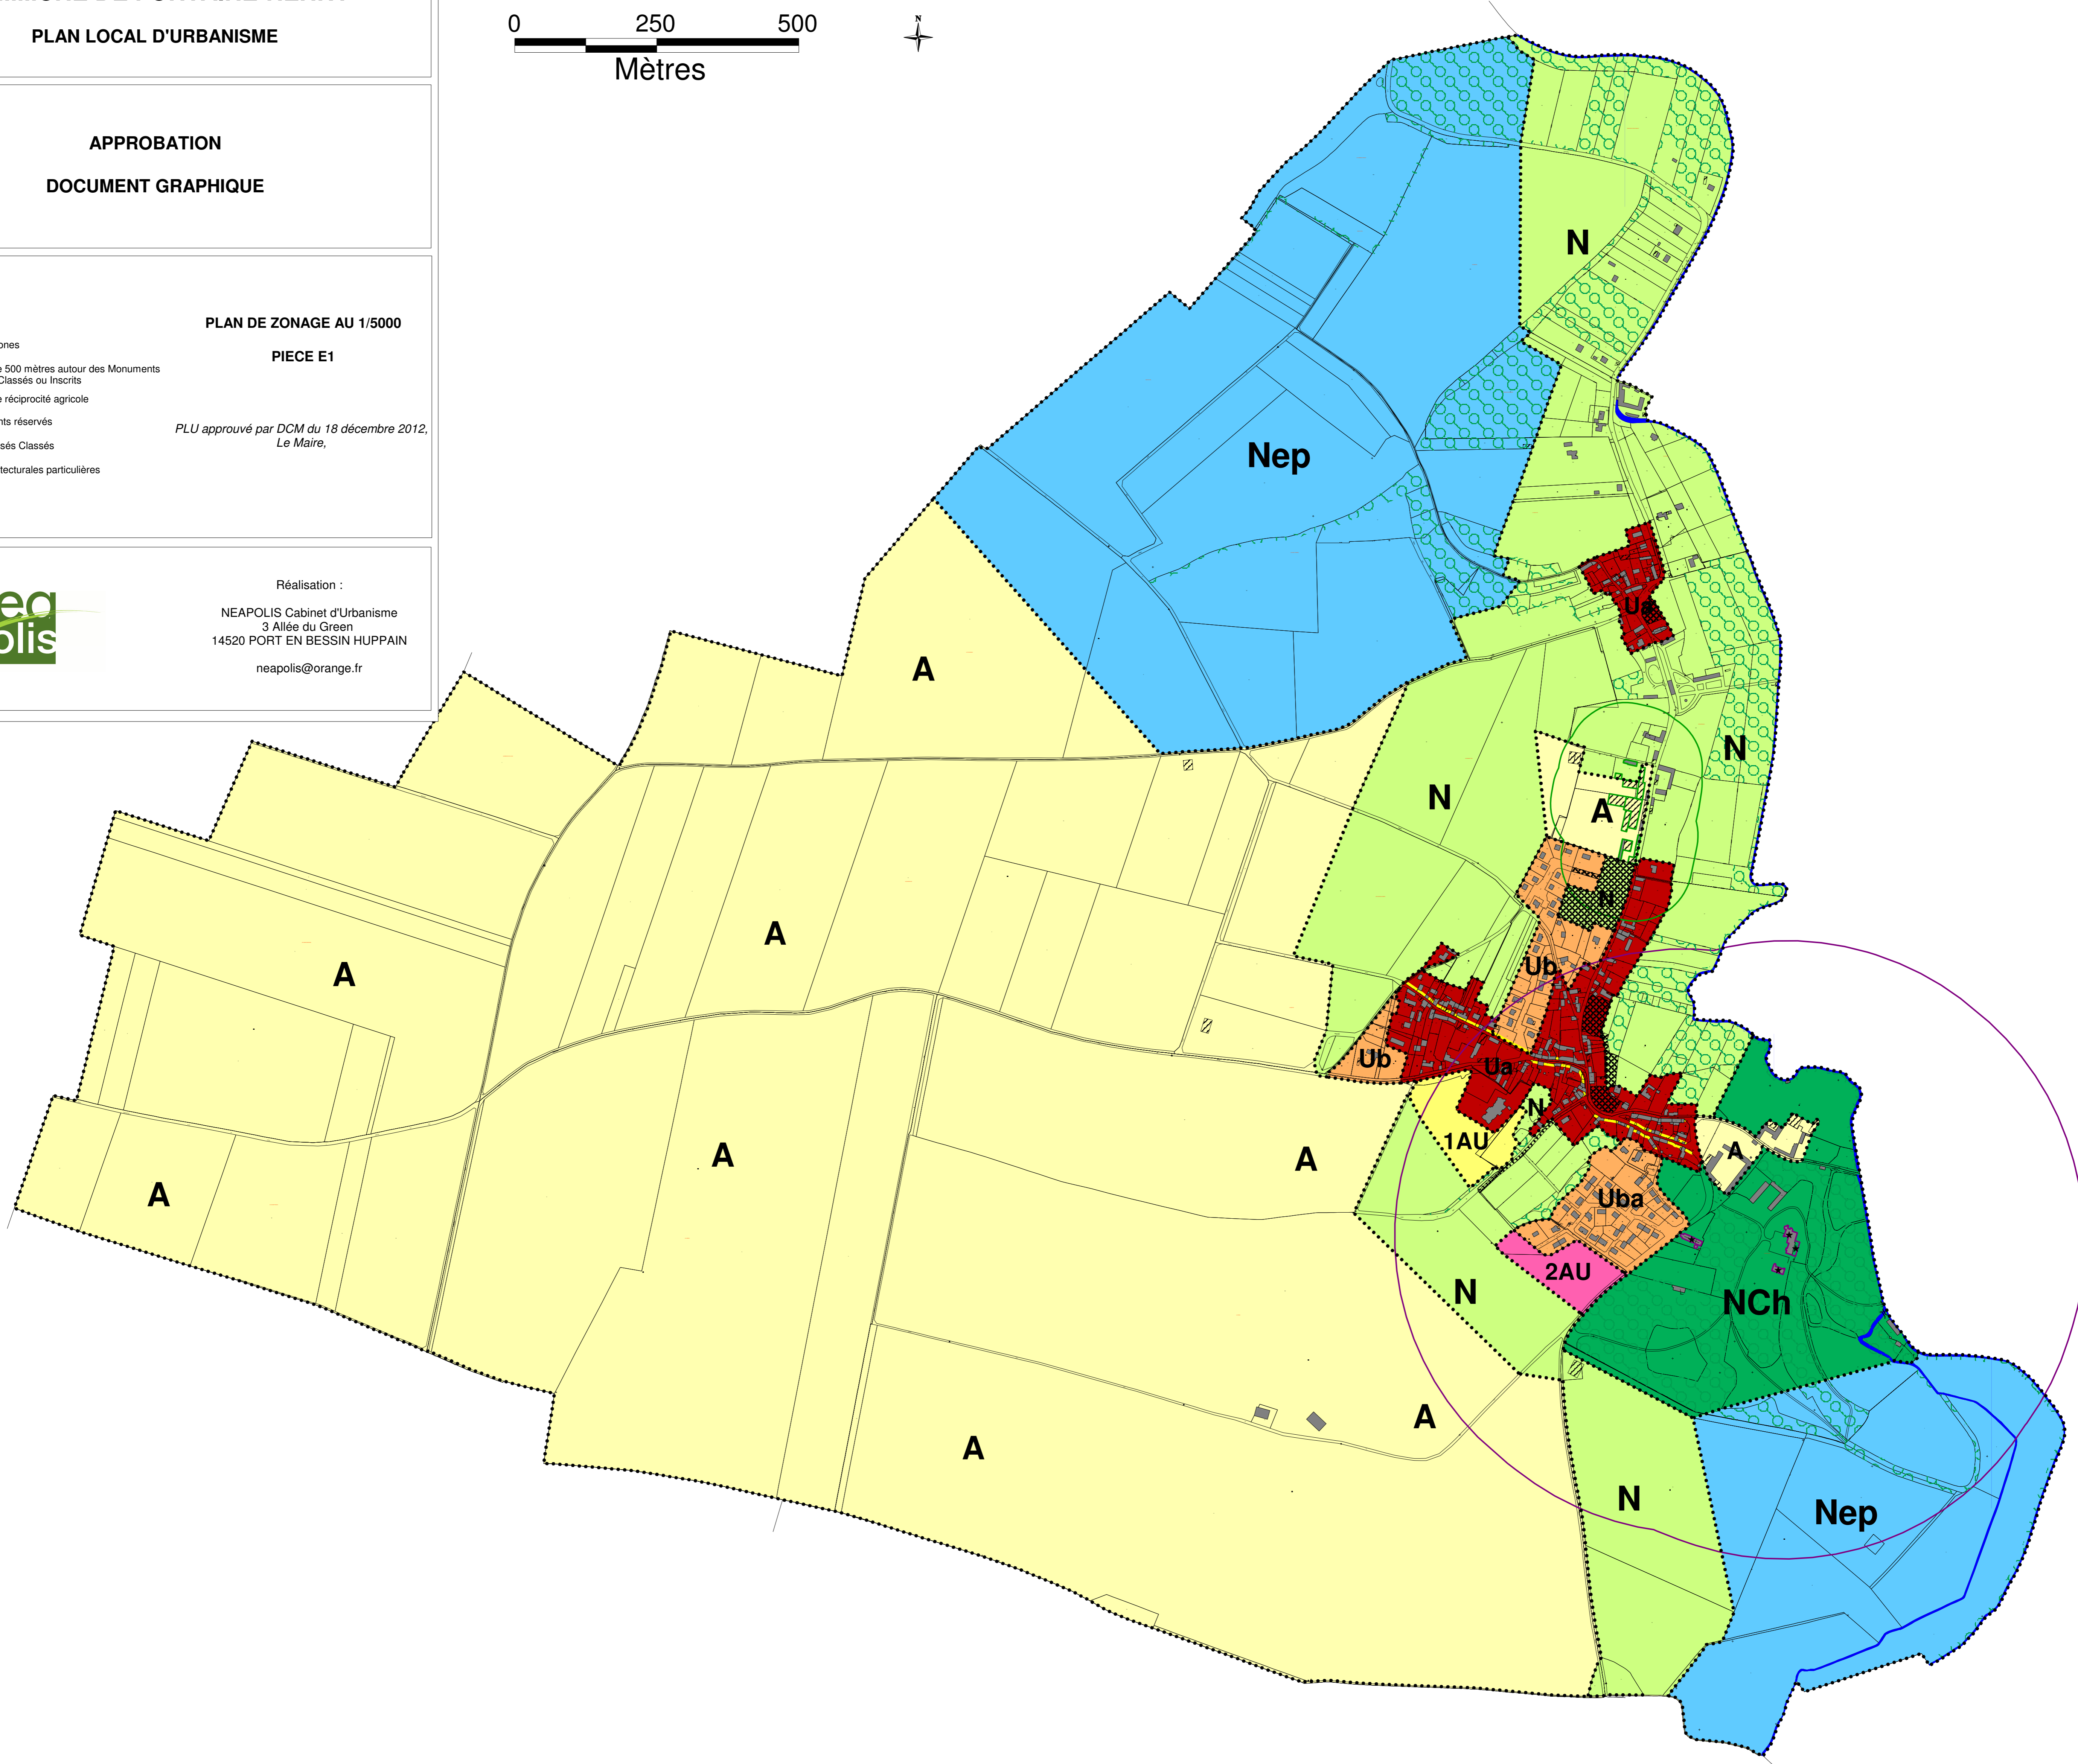 PLAN LOCAL D'URBANISME
APPROBATION
DOCUMENT GRAPHIQUE
PLAN DE ZONAGE AU 1/5000
PIECE E1
ones
e 500 mètres autour des Monuments
Classés ou Inscrits
e réciprocité agricole
nts réservés
sés Classés
tecturales particulières
PLU approuvé par DCM du 18 décembre 2012,
Le Maire,
ea
olis
Réalisation :
NEAPOLIS Cabinet d'Urbanisme
3 Allée du Green
14520 PORT EN BESSIN HUPPAIN
neapolis@orange.fr
0 250 500
Mètres
N
N
Nep
Ua
A
N
N
A
N
A
A
Ub
Ub
Ua
N
1AU
A
A
A
A
Uba
2AU
N
NCh
A
A
N
Nep